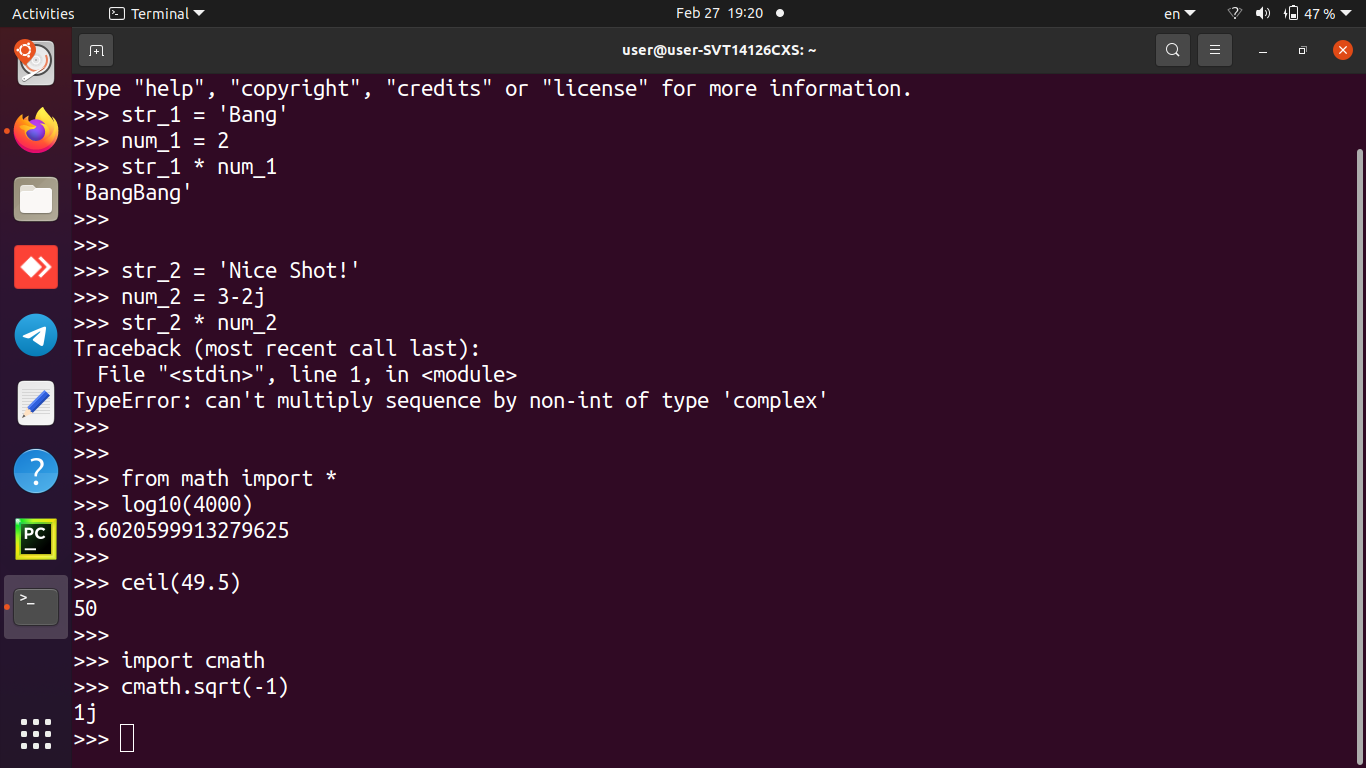 Activities
Terminal
Feb 27 19:20
en
47 %
user@user-SVT14126CXS: ~
Type "help", "copyright", "credits" or "license" for more information.
>>> str_1 = 'Bang'
>>> num_1 = 2
>>> str_1 * num_1
'BangBang'
>>>
>>>
>>> str_2 = 'Nice Shot!'
>>> num_2 = 3-2j
>>> str_2 * num_2
Traceback (most recent call last):
  File "<stdin>", line 1, in <module>
TypeError: can't multiply sequence by non-int of type 'complex'
>>>
>>>
>>> from math import *
>>> log10(4000)
3.6020599913279625
>>>
>>> ceil(49.5)
50
>>>
>>> import cmath
>>> cmath.sqrt(-1)
1j
>>>
?
PC
>_